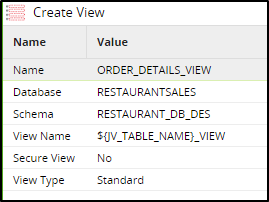 Create View
Name Value
Name ORDER_DETAILS_VIEW
Database RESTAURANTSALES
Schema RESTAURANT_DB_DES
View Name ${JV_TABLE_NAME}_VIEW
Secure View No
View Type Standard